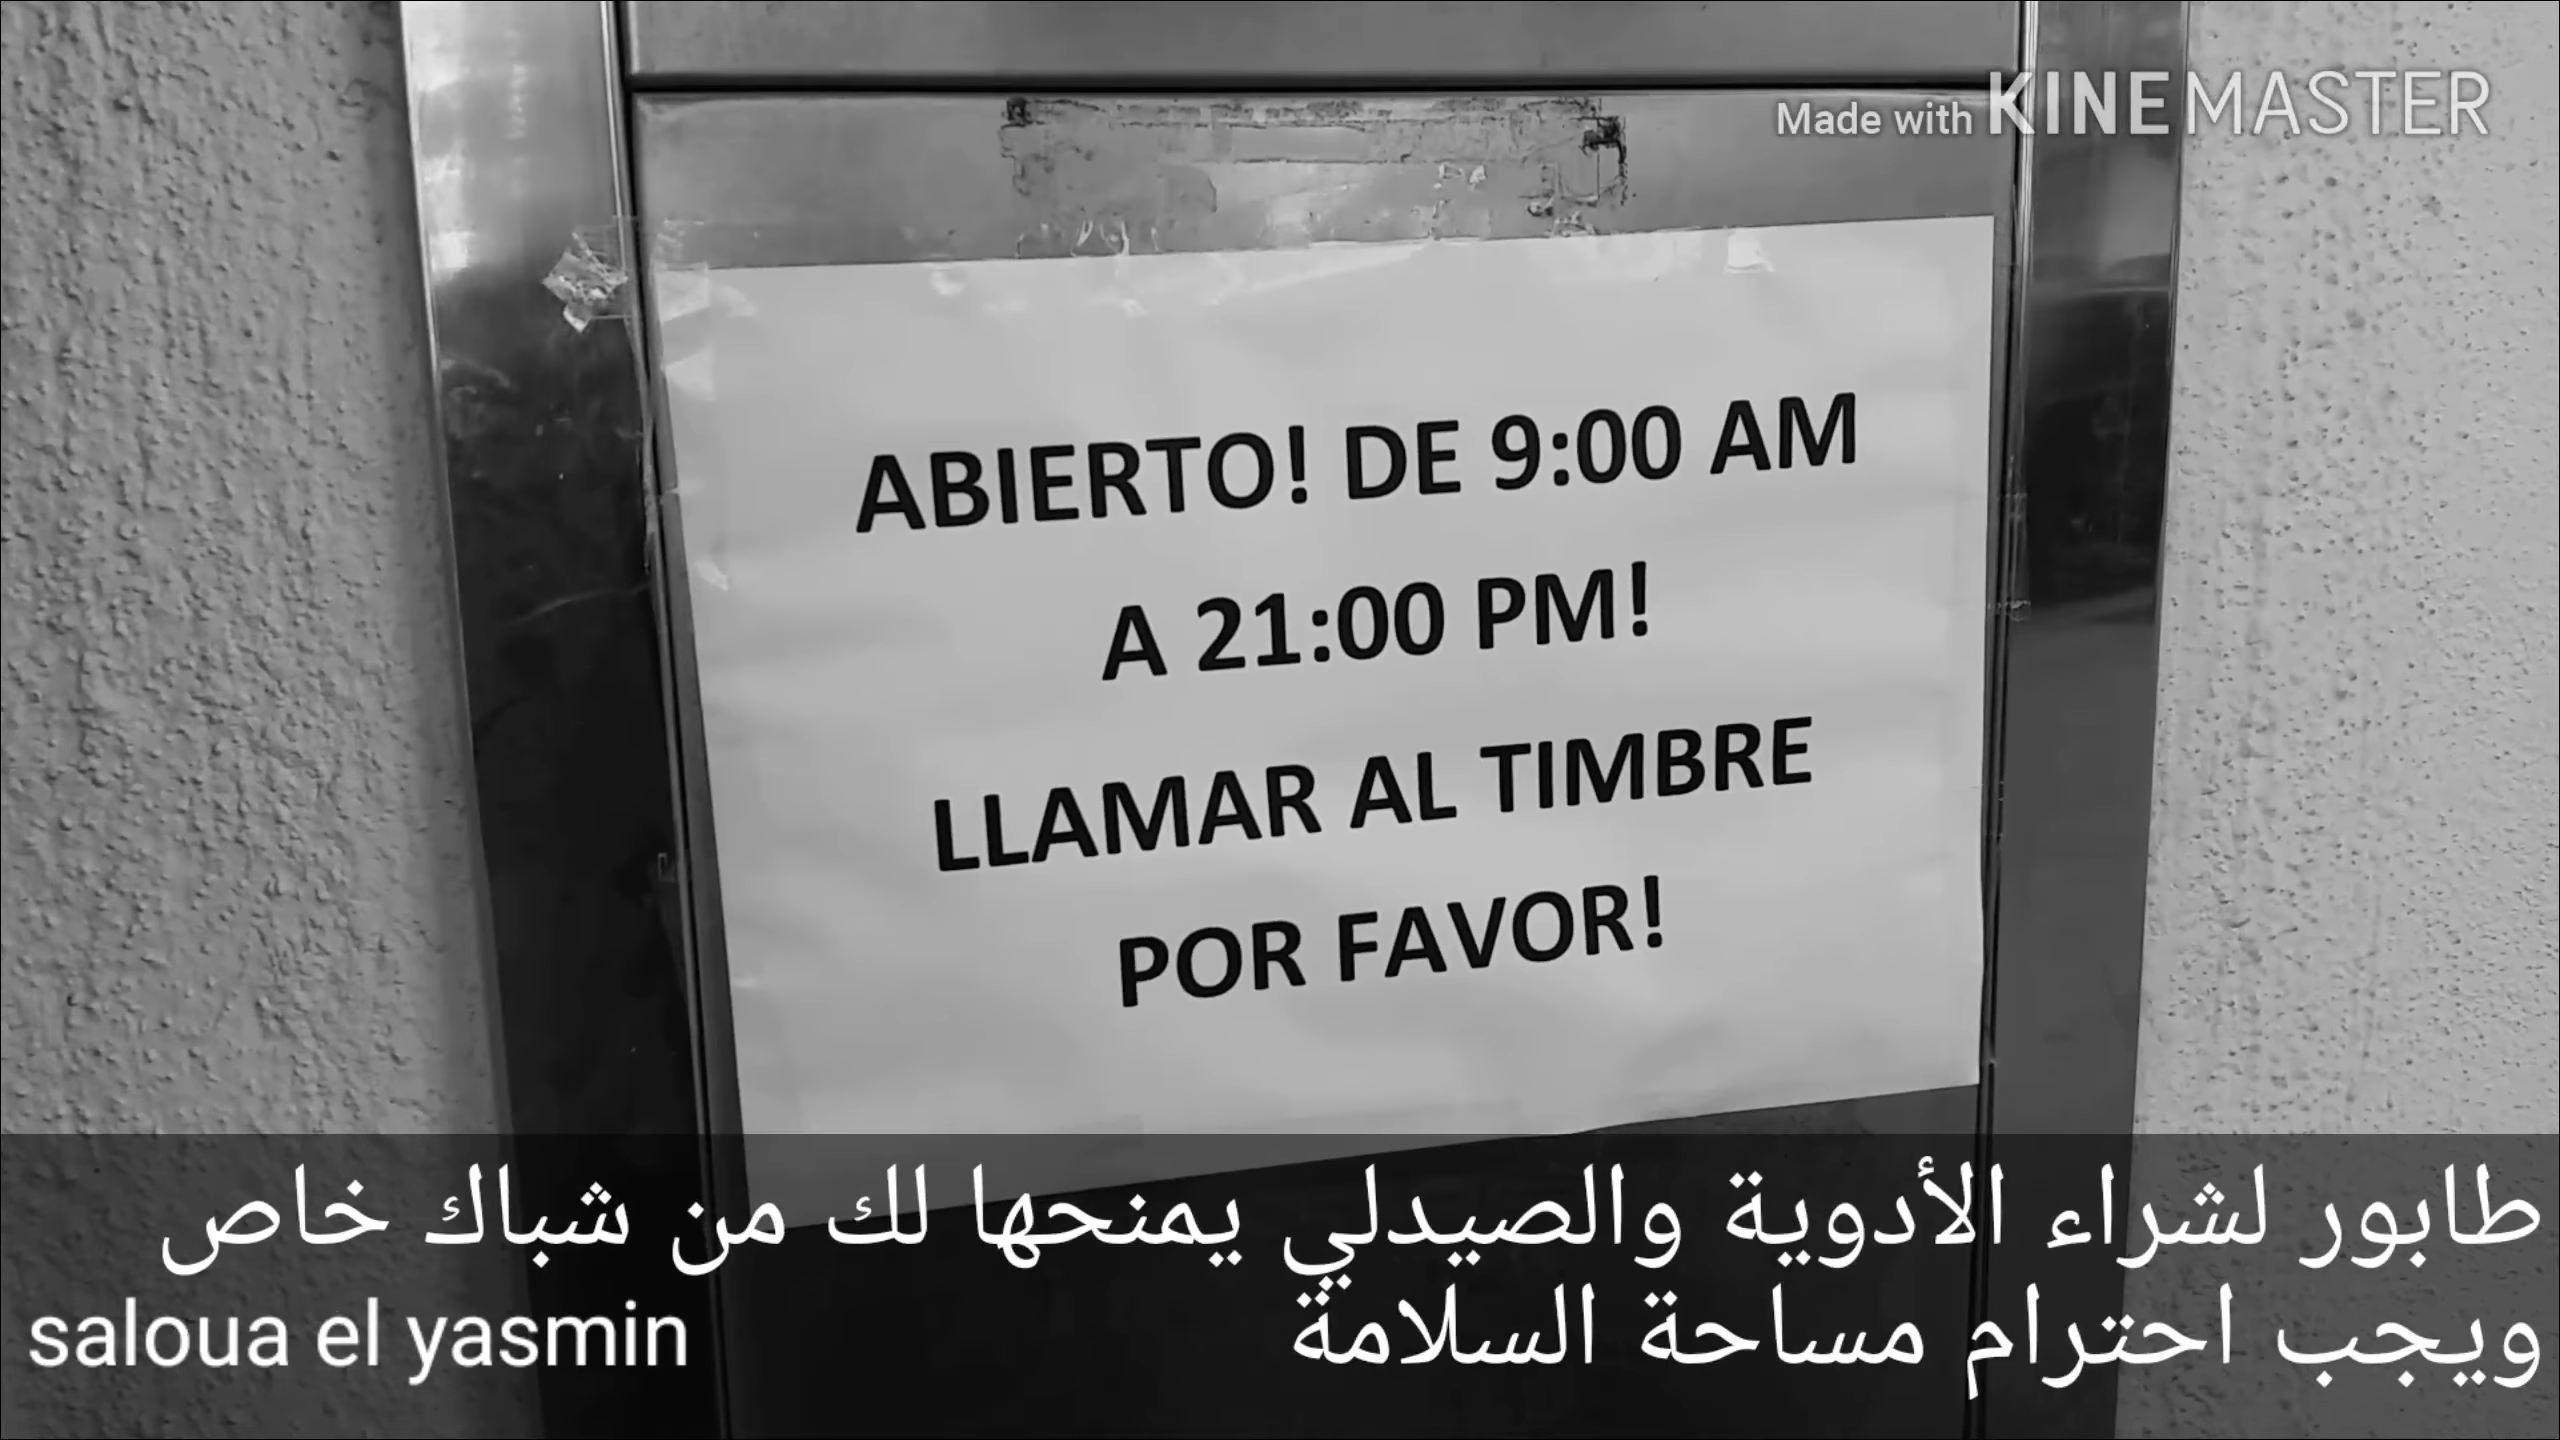 Made with KINEMASTER
ABIERTO! DE 9:00 AM
A 21:00 PM!
LLAMAR AL TIMBRE
POR FAVOR!
طابور لشراء الأدوية والصيدلي يمنحها لك من شباك خاص
ويجب احترام مساحة السلامة
saloua el yasmin